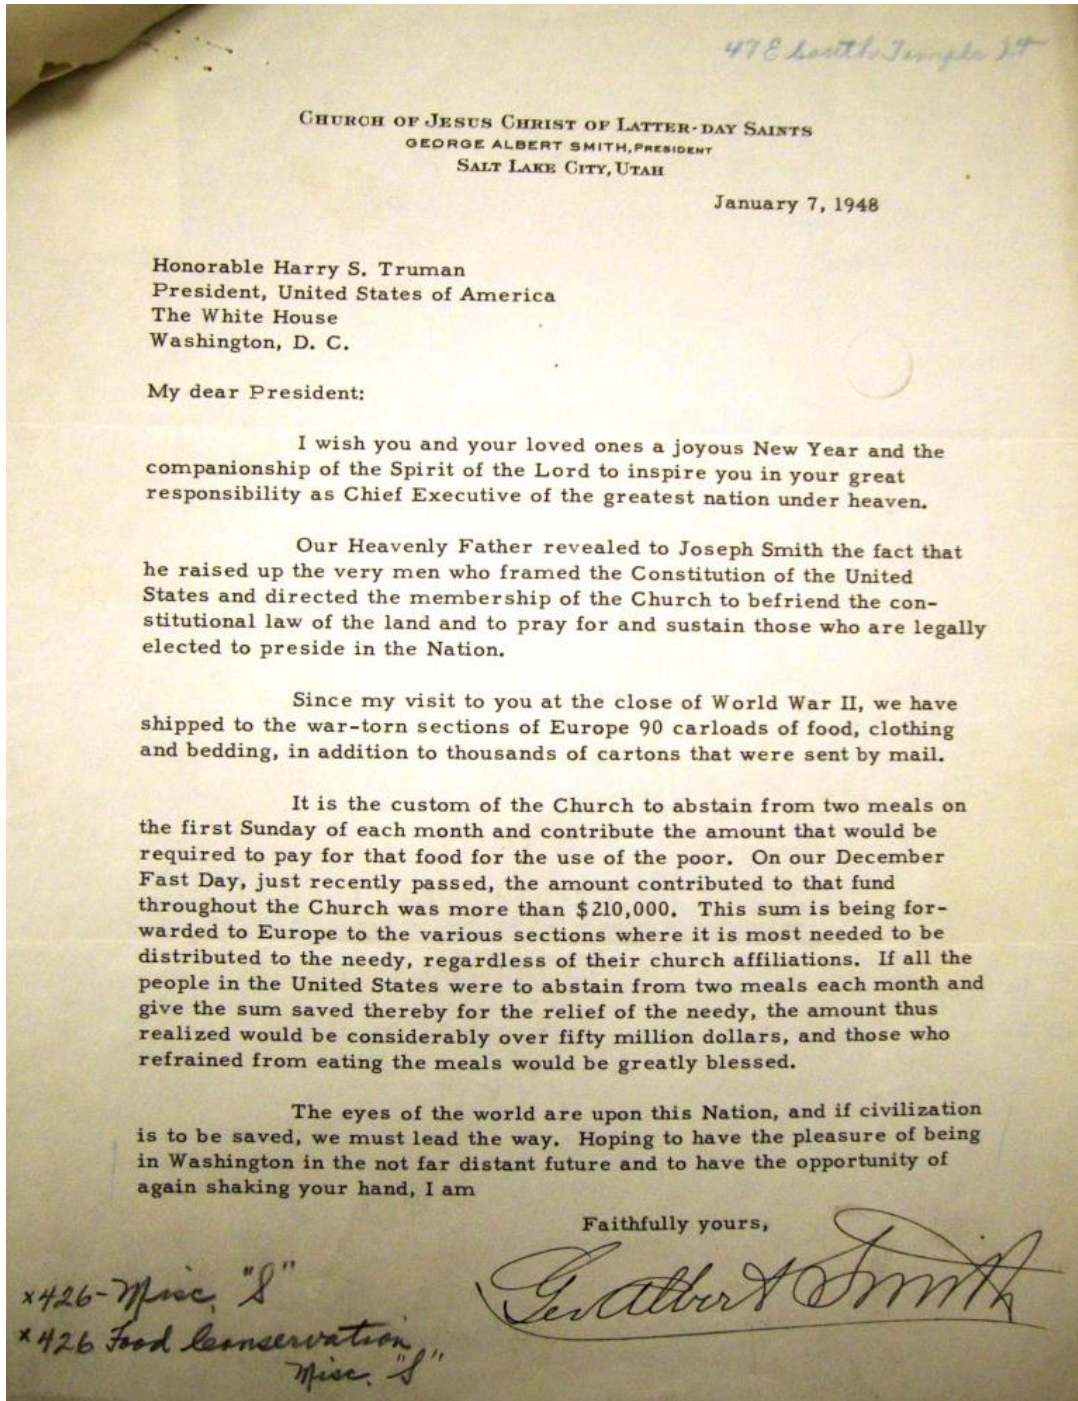 47 E South Temple St
CHURCH OF JESUS CHRIST OF LATTER-DAY SAINTS
GEORGE ALBERT SMITH, PRESIDENT
SALT LAKE CITY, UTAH
January 7, 1948
Honorable Harry S. Truman
President, United States of America
The White House
Washington, D. C.
My dear President:
I wish you and your loved ones a joyous New Year and the
companionship of the Spirit of the Lord to inspire you in your great
responsibility as Chief Executive of the greatest nation under heaven.
Our Heavenly Father revealed to Joseph Smith the fact that
he raised up the very men who framed the Constitution of the United
States and directed the membership of the Church to befriend the con-
stitutional law of the land and to pray for and sustain those who are legally
elected to preside in the Nation.
Since my visit to you at the close of World War II, we have
shipped to the war-torn sections of Europe 90 carloads of food, clothing
and bedding, in addition to thousands of cartons that were sent by mail.
It is the custom of the Church to abstain from two meals on
the first Sunday of each month and contribute the amount that would be
required to pay for that food for the use of the poor. On our December
Fast Day, just recently passed, the amount contributed to that fund
throughout the Church was more than $210,000. This sum is being for-
warded to Europe to the various sections where it is most needed to be
distributed to the needy, regardless of their church affiliations. If all the
people in the United States were to abstain from two meals each month and
give the sum saved thereby for the relief of the needy, the amount thus
realized would be considerably over fifty million dollars, and those who
refrained from eating the meals would be greatly blessed.
The eyes of the world are upon this Nation, and if civilization
is to be saved, we must lead the way. Hoping to have the pleasure of being
in Washington in the not far distant future and to have the opportunity of
again shaking your hand, I am
Faithfully yours,
Geo Albert Smith
x426-Misc. "S"
x426 Food Conservation
Misc. "S"